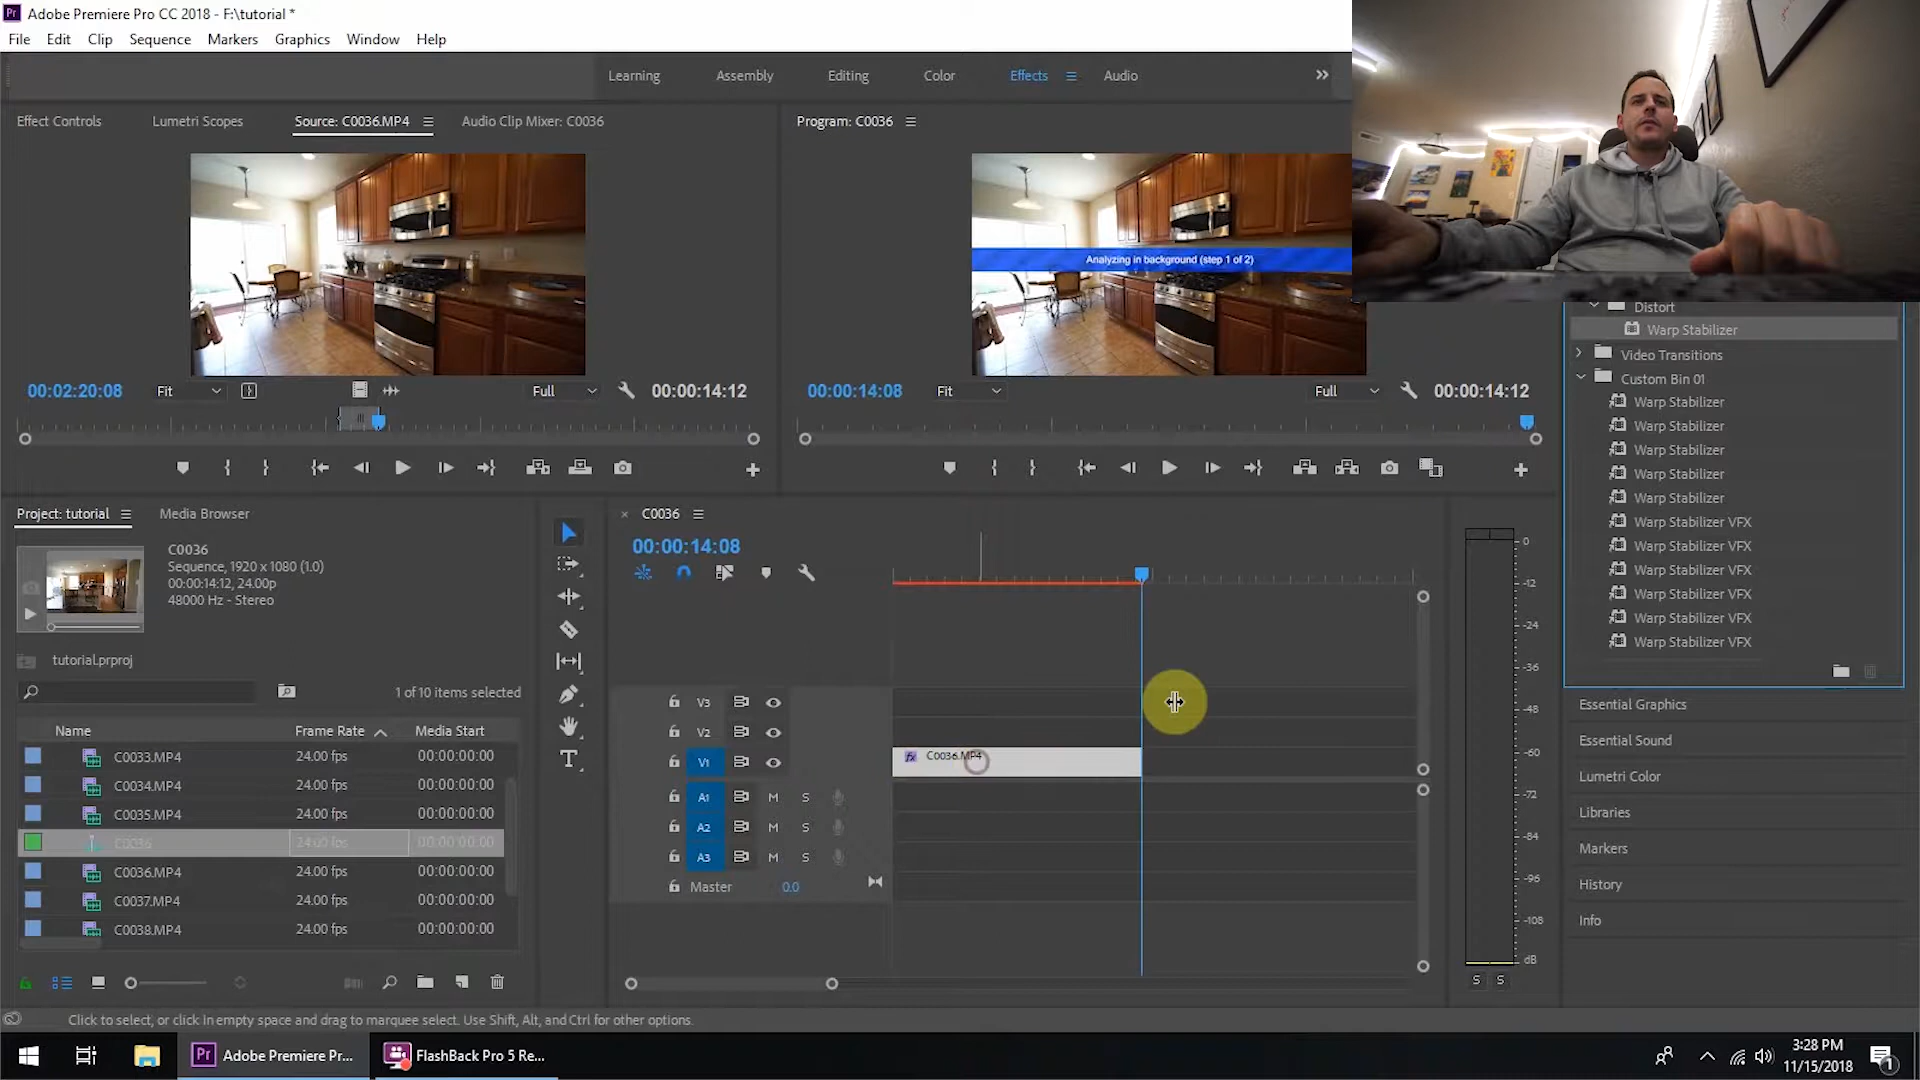 Adobe Premiere Pro CC 2018 - F:\tutorial *
File Edit Clip Sequence Markers Graphics Window Help
Learning Assembly Editing Color Effects Audio
Effect Controls Lumetri Scopes Source: C0036.MP4 Audio Clip Mixer: C0036
Program: C0036
Analyzing in background (step 1 of 2)
00:02:20:08 Fit Full 00:00:14:12
00:00:14:08 Fit Full 00:00:14:12
Distort
Warp Stabilizer
Video Transitions
Custom Bin 01
Warp Stabilizer
Warp Stabilizer
Warp Stabilizer
Warp Stabilizer
Warp Stabilizer
Warp Stabilizer VFX
Warp Stabilizer VFX
Warp Stabilizer VFX
Warp Stabilizer VFX
Warp Stabilizer VFX
Warp Stabilizer VFX
Essential Graphics
Essential Sound
Lumetri Color
Libraries
Markers
History
Info
Project: tutorial Media Browser
C0036
Sequence, 1920 x 1080 (1.0)
00:00:14:12, 24.00p
48000 Hz - Stereo
tutorial.prproj
1 of 10 items selected
Name Frame Rate Media Start
C0033.MP4 24.00 fps 00:00:00:00
C0034.MP4 24.00 fps 00:00:00:00
C0035.MP4 24.00 fps 00:00:00:00
C0036 24.00 fps 00:00:00:00
C0036.MP4 24.00 fps 00:00:00:00
C0037.MP4 24.00 fps 00:00:00:00
C0038.MP4 24.00 fps 00:00:00:00
C0036
00:00:14:08
V3
V2
V1 C0036.MP4
A1 M S
A2 M S
A3 M S
Master 0.0
0
-12
-24
-36
-48
-60
-72
-84
-96
-108
dB
S S
Click to select, or click in empty space and drag to marquee select. Use Shift, Alt, and Ctrl for other options.
Pr Adobe Premiere Pr... FlashBack Pro 5 Re...
3:28 PM
11/15/2018
1